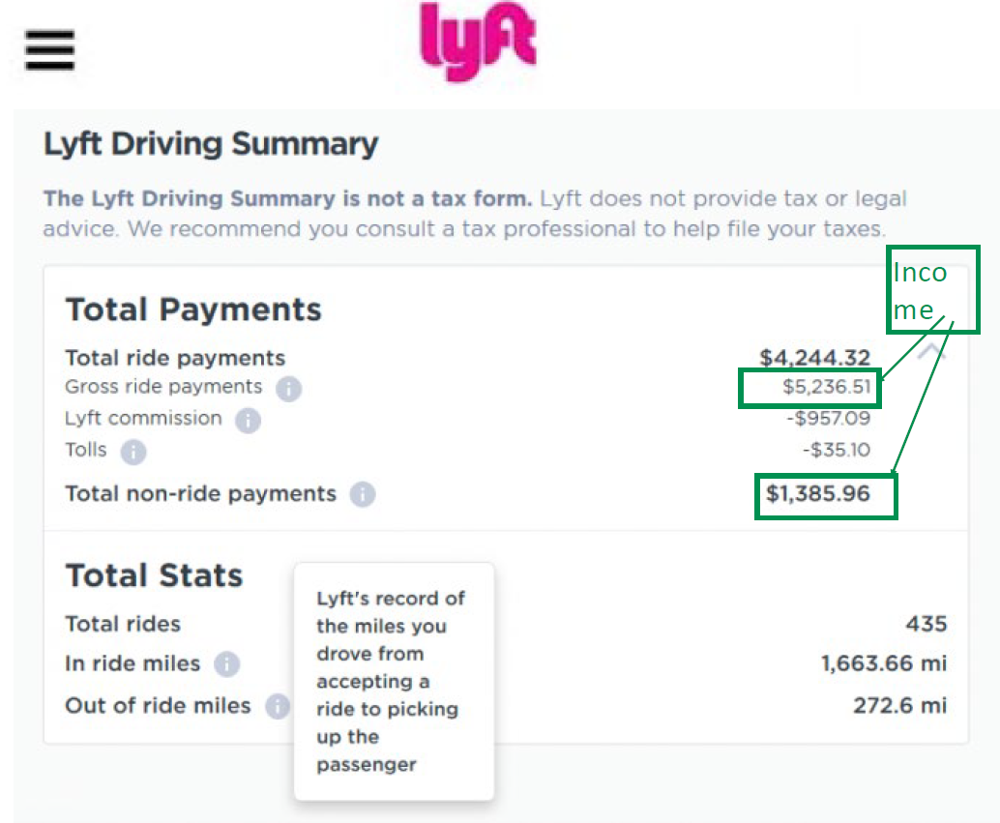 lyft
Lyft Driving Summary
The Lyft Driving Summary is not a tax form. Lyft does not provide tax or legal
advice. We recommend you consult a tax professional to help file your taxes.
Inco
me
Total Payments
Total ride payments $4,244.32
Gross ride payments i $5,236.51
Lyft commission i -$957.09
Tolls i -$35.10
Total non-ride payments i $1,385.96
Total Stats
Total rides 435
In ride miles i 1,663.66 mi
Out of ride miles i 272.6 mi
Lyft's record of
the miles you
drove from
accepting a
ride to picking
up the
passenger